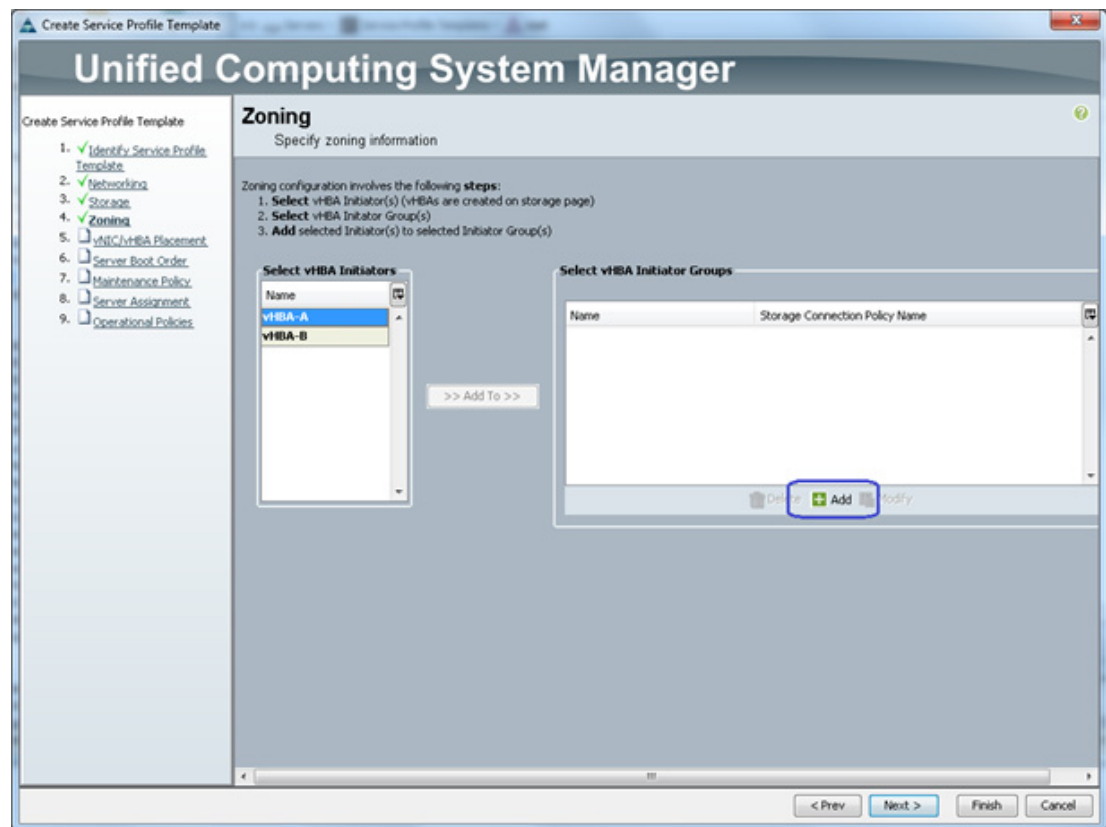 Create Service Profile Template
Unified Computing System Manager
Create Service Profile Template
1. Identify Service Profile
Template
2. Networking
3. Storage
4. Zoning
5. vNIC/vHBA Placement
6. Server Boot Order
7. Maintenance Policy
8. Server Assignment
9. Operational Policies
Zoning
Specify zoning information
Zoning configuration involves the following steps:
1. Select vHBA Initiator(s) (vHBAs are created on storage page)
2. Select vHBA Initator Group(s)
3. Add selected Initiator(s) to selected Initiator Group(s)
Select vHBA Initiators
Name
vHBA-A
vHBA-B
>> Add To >>
Select vHBA Initiator Groups
Name Storage Connection Policy Name
Delete Add Modify
< Prev Next > Finish Cancel